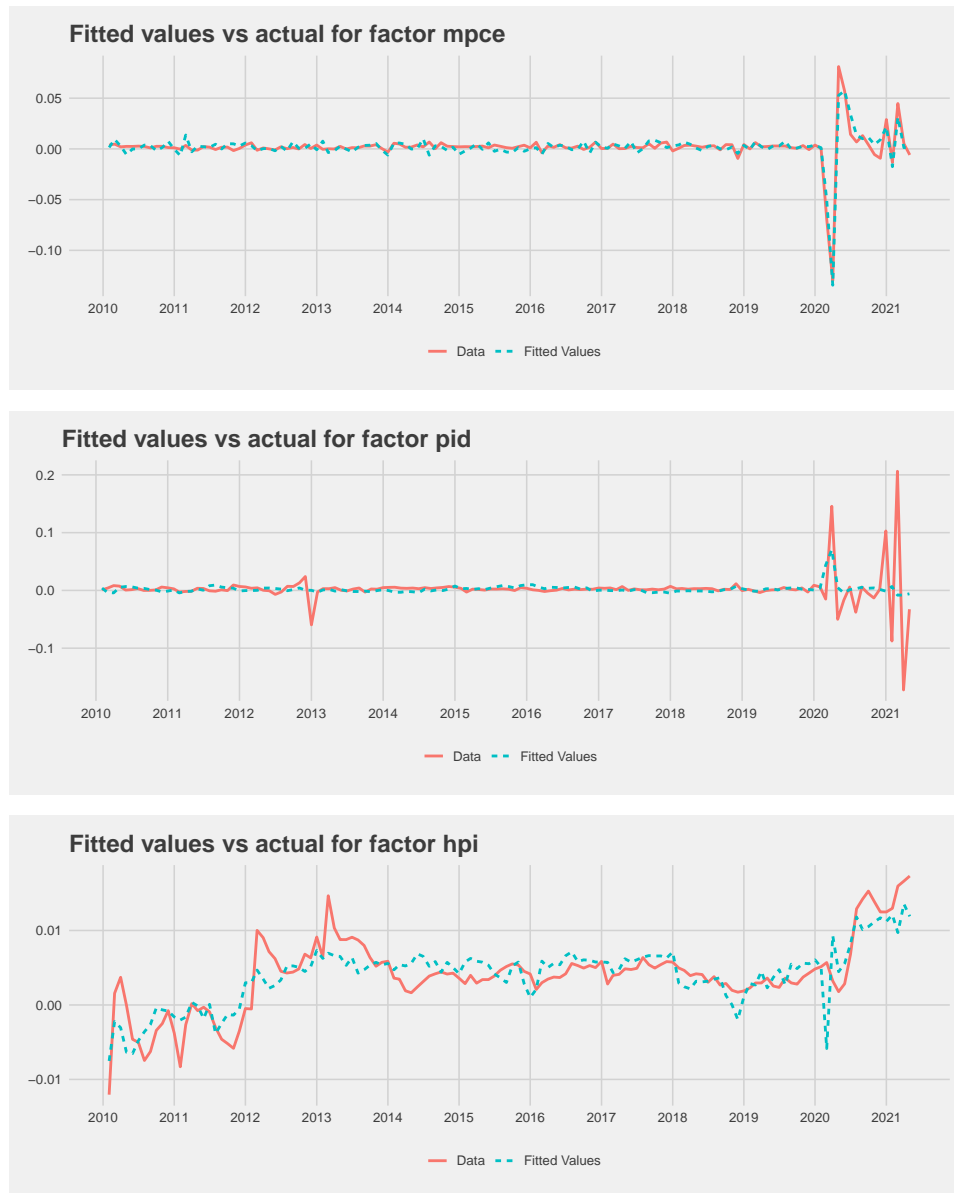 Fitted values vs actual for factor mpce
0.05
0.00
−0.05
−0.10
2010 2011 2012 2013 2014 2015 2016 2017 2018 2019 2020 2021
Data Fitted Values
Fitted values vs actual for factor pid
0.2
0.1
0.0
−0.1
2010 2011 2012 2013 2014 2015 2016 2017 2018 2019 2020 2021
Data Fitted Values
Fitted values vs actual for factor hpi
0.01
0.00
−0.01
2010 2011 2012 2013 2014 2015 2016 2017 2018 2019 2020 2021
Data Fitted Values